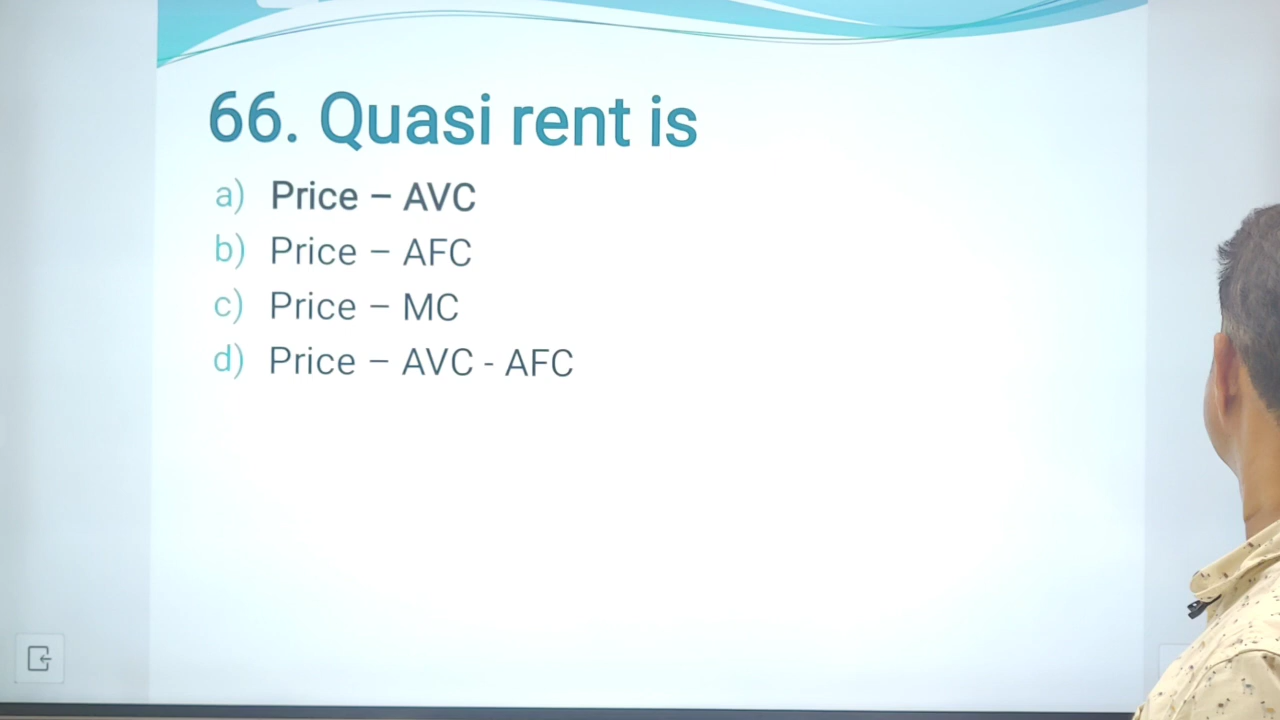 66. Quasi rent is
a) Price – AVC
b) Price – AFC
c) Price – MC
d) Price – AVC - AFC